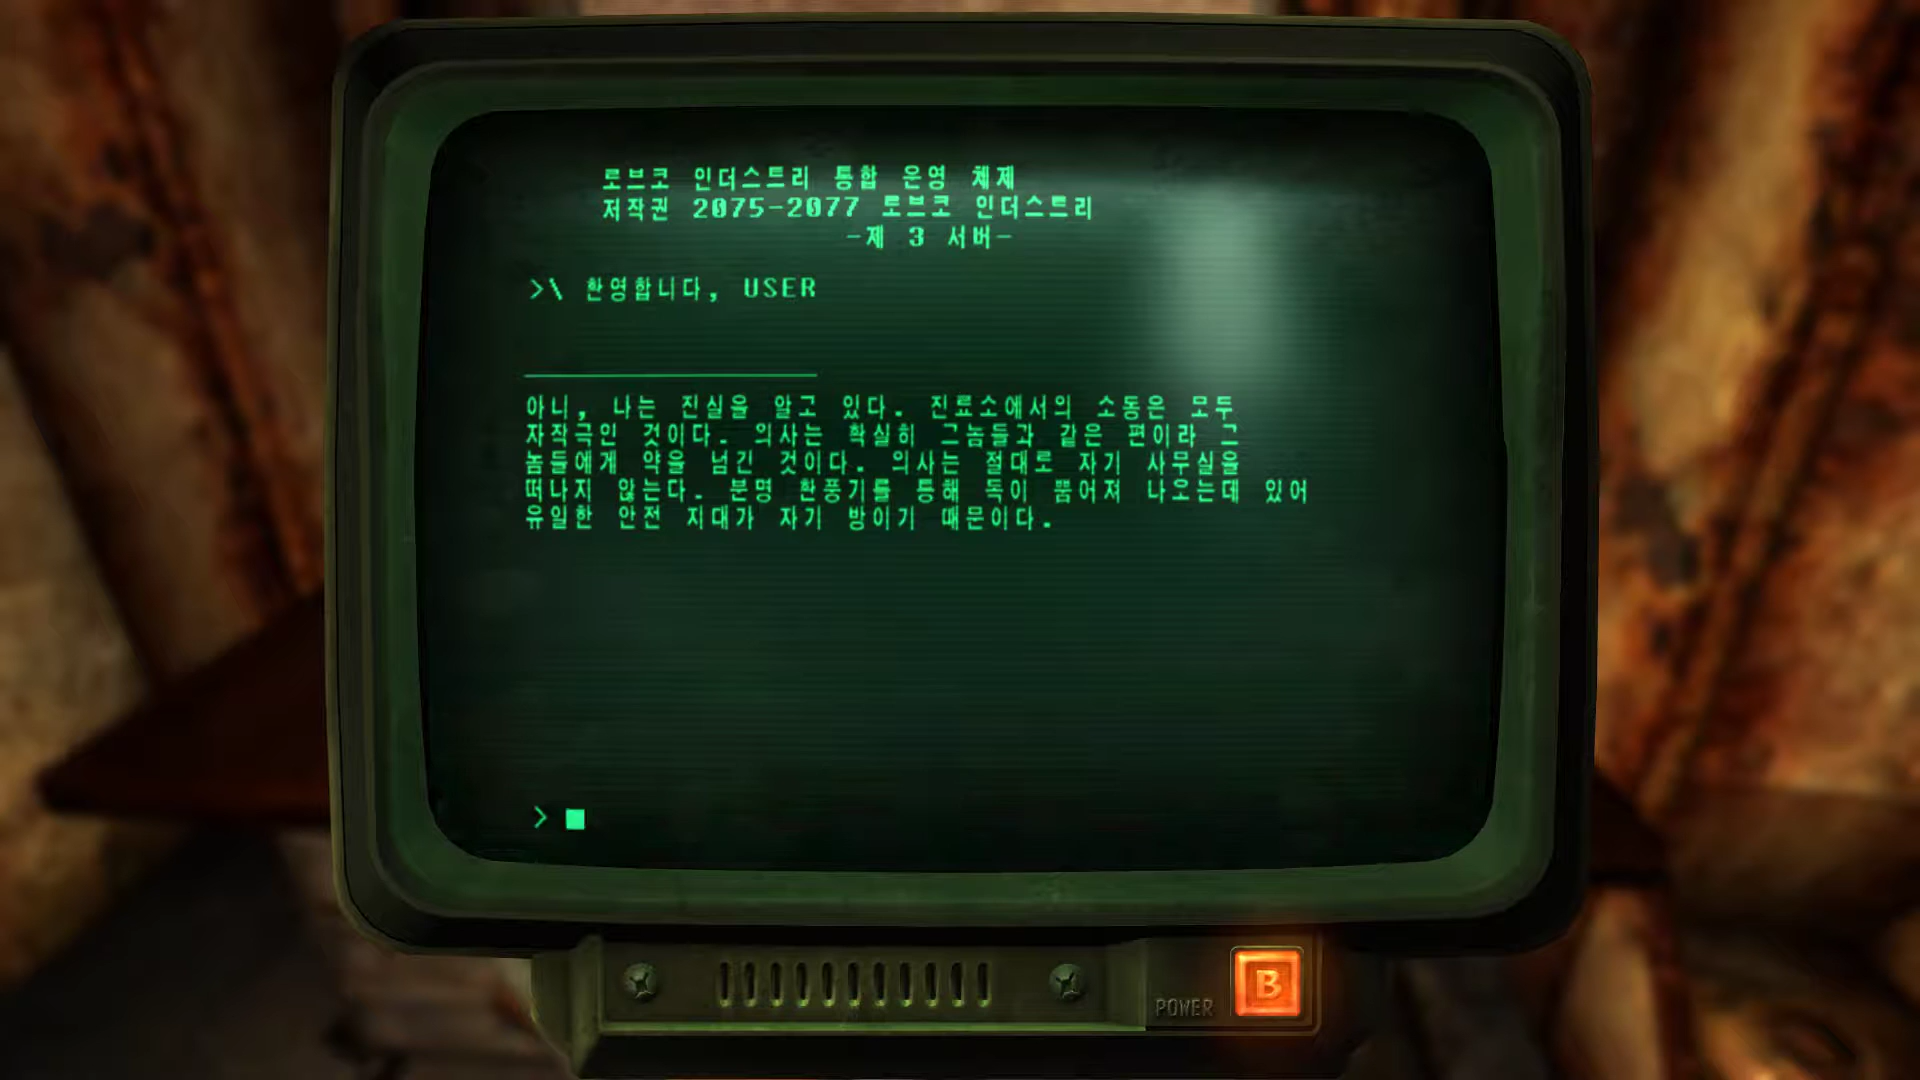 로브코 인더스트리 통합 운영 체제
저작권 2075-2077 로브코 인더스트리
-제 3 서버-
>\ 환영합니다, USER
아니, 나는 진실을 알고 있다. 진료소에서의 소동은 모두
자작극인 것이다. 의사는 확실히 그놈들과 같은 편이라 그
놈들에게 약을 넘긴 것이다. 의사는 절대로 자기 사무실을
떠나지 않는다. 분명 환풍기를 통해 독이 뿜어져 나오는데 있어
유일한 안전 지대가 자기 방이기 때문이다.
>
POWER
B